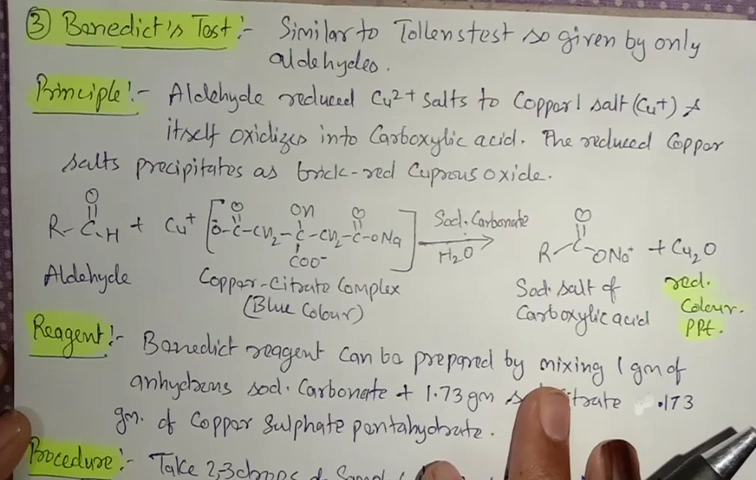 ③ Benedict's Test :- Similar to Tollens test so given by only
aldehydes.
Principle :- Aldehyde reduced Cu2+ salts to Copper I salt (Cu+) &
itself oxidizes into Carboxylic acid. The reduced Copper
salts precipitates as brick-red Cuprous oxide.
R-C(=O)-H + Cu+ [O-C(=O)-CH2-C(OH)(COO-)-CH2-C(=O)-ONa] Sod. Carbonate → H2O R-C(=O)-ONa + Cu2O
Aldehyde Copper-Citrate Complex Sod. salt of red.
(Blue Colour) Carboxylic acid Colour.
PPt.
Reagent :- Benedict reagent can be prepared by mixing 1 gm of
anhydrous sod. Carbonate + 1.73 gm .173
gm. of Copper Sulphate pentahydrate.
Procedure :- Take 2,3 drops of